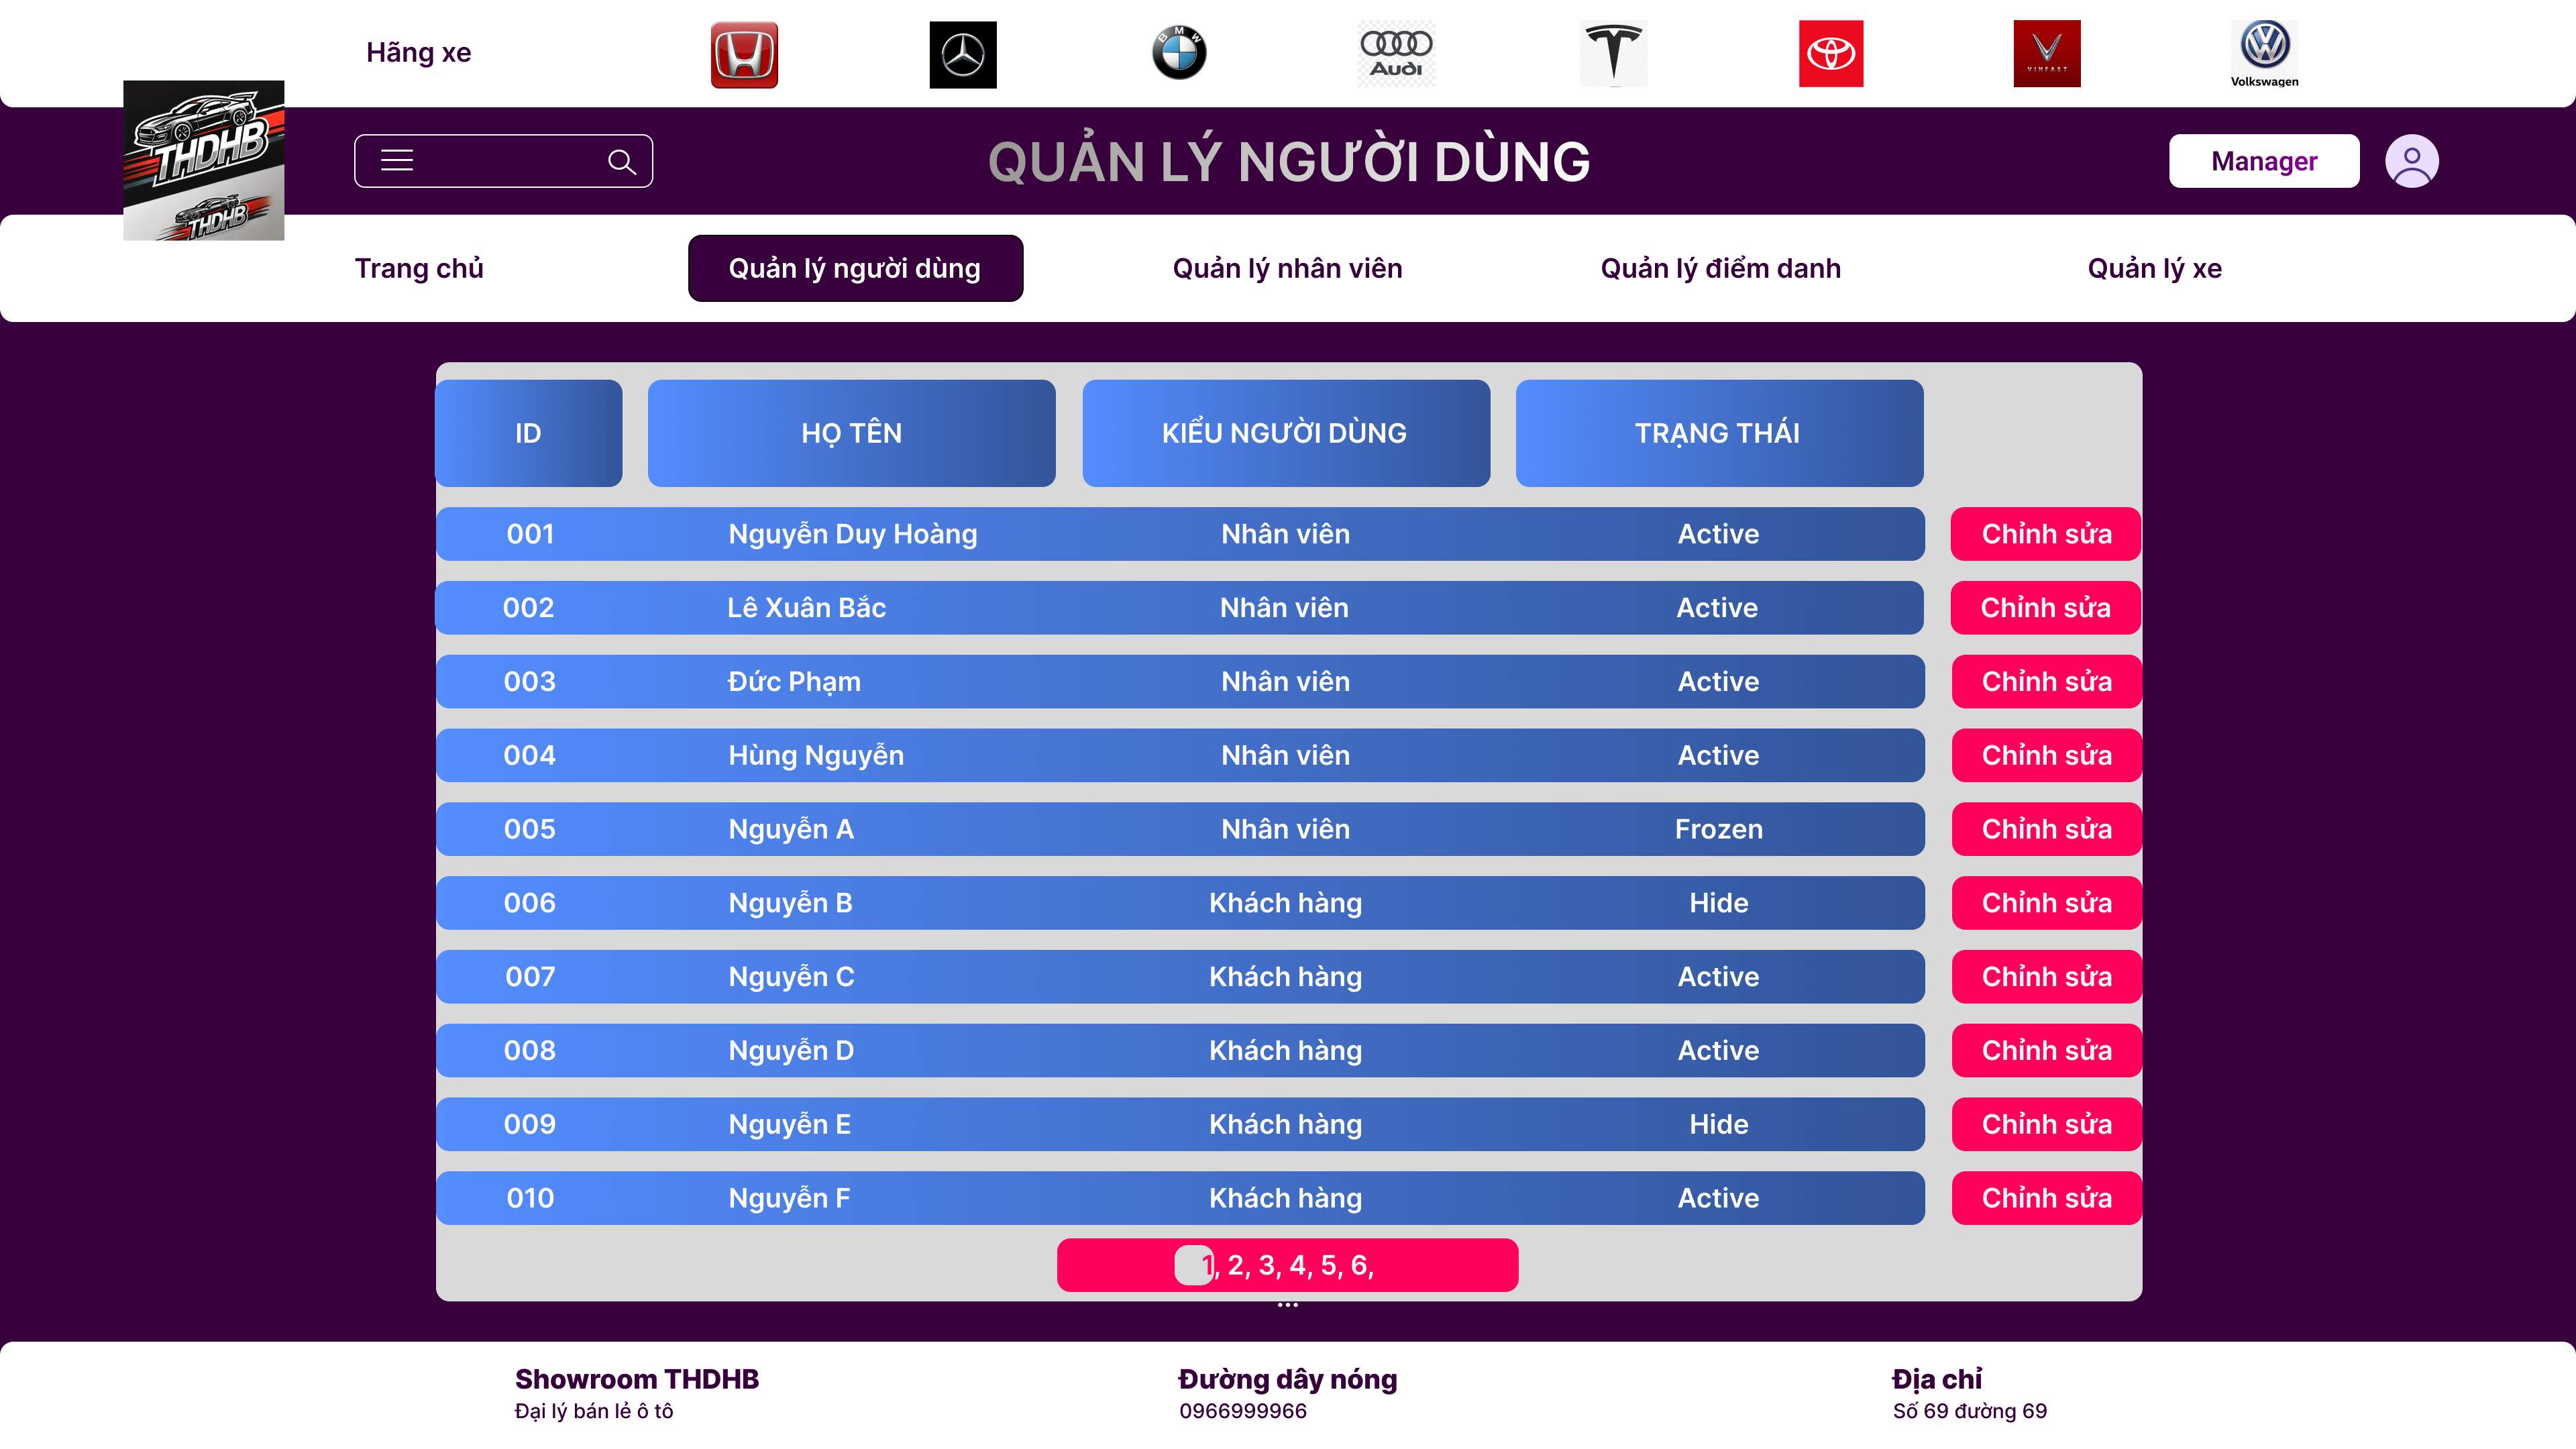 Hãng xe
BMW
Audi
VINFAST
Volkswagen
THDHB
THDHB
QUẢN LÝ NGƯỜI DÙNG
Manager
Trang chủ
Quản lý người dùng
Quản lý nhân viên
Quản lý điểm danh
Quản lý xe
ID HỌ TÊN KIỂU NGƯỜI DÙNG TRẠNG THÁI
001 Nguyễn Duy Hoàng Nhân viên Active Chỉnh sửa
002 Lê Xuân Bắc Nhân viên Active Chỉnh sửa
003 Đức Phạm Nhân viên Active Chỉnh sửa
004 Hùng Nguyễn Nhân viên Active Chỉnh sửa
005 Nguyễn A Nhân viên Frozen Chỉnh sửa
006 Nguyễn B Khách hàng Hide Chỉnh sửa
007 Nguyễn C Khách hàng Active Chỉnh sửa
008 Nguyễn D Khách hàng Active Chỉnh sửa
009 Nguyễn E Khách hàng Hide Chỉnh sửa
010 Nguyễn F Khách hàng Active Chỉnh sửa
1, 2, 3, 4, 5, 6,
...
Showroom THDHB
Đại lý bán lẻ ô tô
Đường dây nóng
0966999966
Địa chỉ
Số 69 đường 69